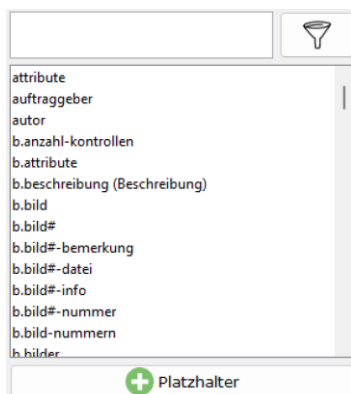 attribute
auftraggeber
autor
b.anzahl-kontrollen
b.attribute
b.beschreibung (Beschreibung)
b.bild
b.bild#
b.bild#-bemerkung
b.bild#-datei
b.bild#-info
b.bild#-nummer
b.bild-nummern
b.bilder
Platzhalter